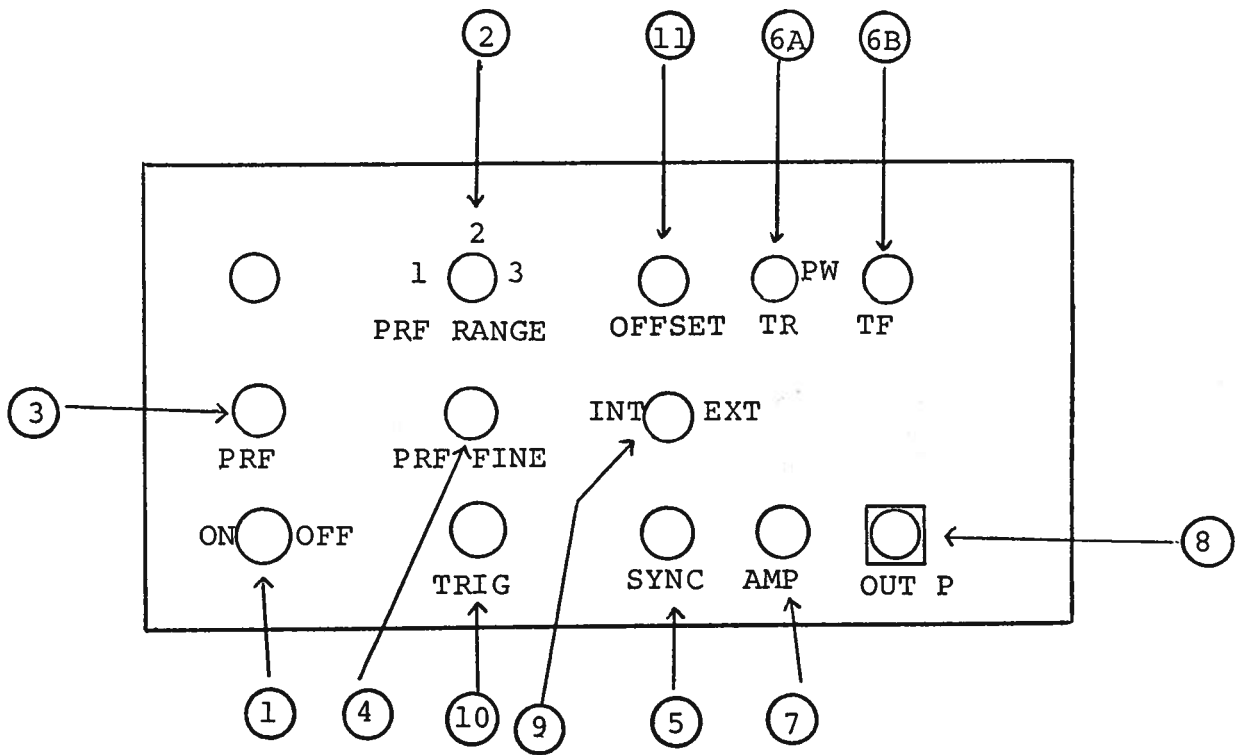 2 11 6A 6B
2
1 3 PW
PRF RANGE OFFSET TR TF
3 INT EXT
PRF PRF FINE
ON OFF
TRIG SYNC AMP OUT P
8
1 4 10 9 5 7